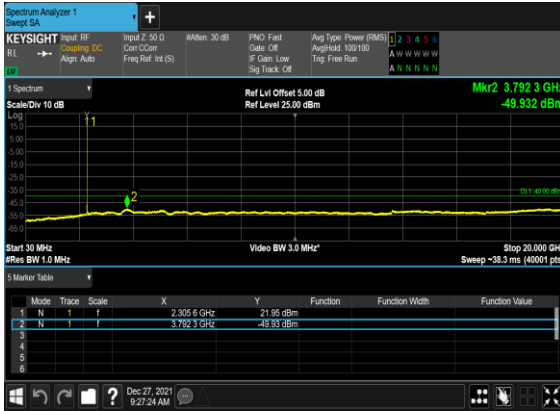 Spectrum Analyzer 1
Swept SA
+
KEYSIGHT Input: RF Input Z: 50 Ω #Atten: 30 dB PNO: Fast Avg Type: Power (RMS) 1 2 3 4 5 6
RL Coupling: DC Corr CCorr Gate: Off Avg|Hold: 100/100 A W W W W W
Align: Auto Freq Ref: Int (S) IF Gain: Low Trig: Free Run
Sig Track: Off A N N N N N
1 Spectrum
Ref Lvl Offset 5.00 dB Mkr2 3.792 3 GHz
Scale/Div 10 dB Ref Level 25.00 dBm -49.932 dBm
Log
15.0
5.00
-5.00
-15.0
-25.0
-35.0
-45.0
-55.0
-65.0
1
2
DL1 -40.00 dBm
Start 30 MHz Video BW 3.0 MHz* Stop 20.000 GH
#Res BW 1.0 MHz Sweep ~38.3 ms (40001 pts
5 Marker Table
Mode Trace Scale X Y Function Function Width Function Value
1 N 1 f 2.305 6 GHz 21.95 dBm
2 N 1 f 3.792 3 GHz -49.93 dBm
3
4
5
6
?
Dec 27, 2021
9:27:24 AM